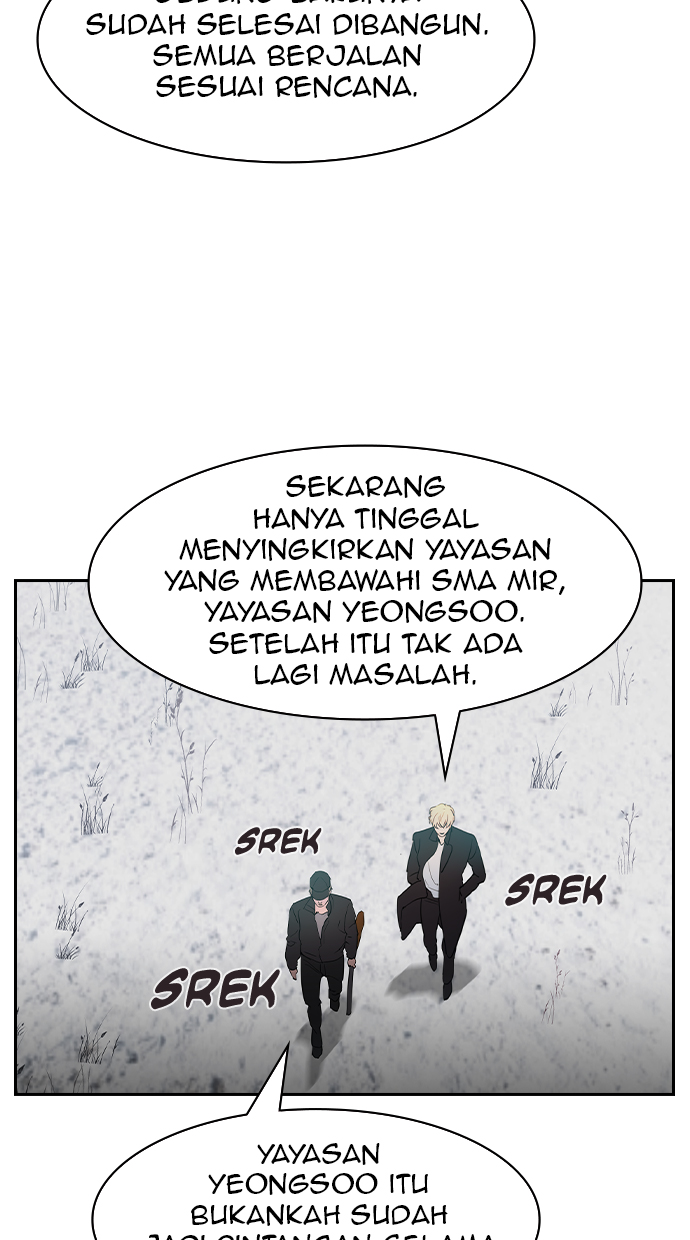 SUDAH SELESAI DIBANGUN.
SEMUA BERJALAN
SESUAI RENCANA.
SEKARANG
HANYA TINGGAL
MENYINGKIRKAN YAYASAN
YANG MEMBAWAHI SMA MIR,
YAYASAN YEONGSOO.
SETELAH ITU TAK ADA
LAGI MASALAH.
SREK
SREK
SREK
YAYASAN
YEONGSOO ITU
BUKANKAH SUDAH